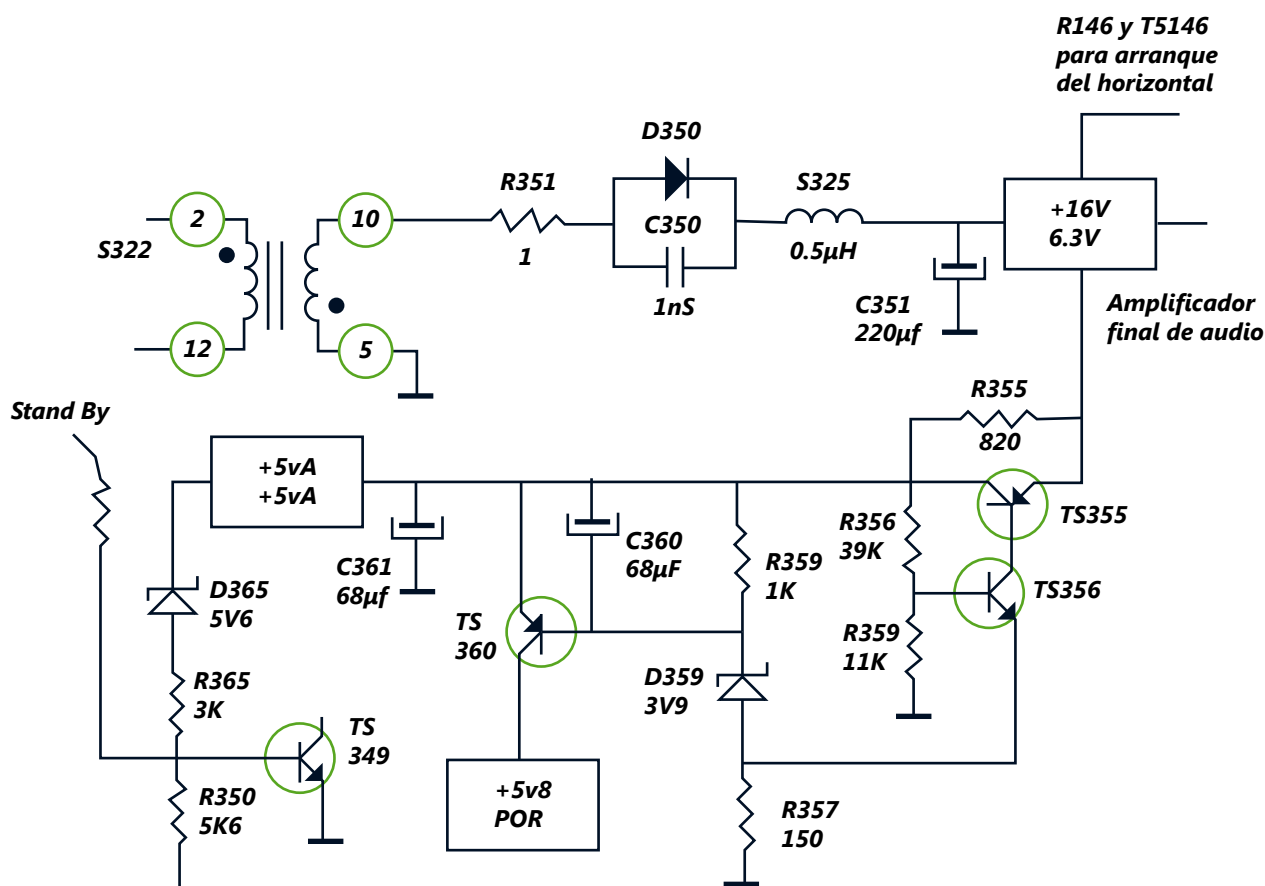 R146 y T5146
para arranque
del horizontal
D350
R351
S325
2
10
C350
+16V
6.3V
S322
1
0.5µH
1nS
C351
220µf
Amplificador
final de audio
12
5
R355
820
Stand By
+5vA
+5vA
TS355
R356
39K
C360
68µF
R359
1K
C361
68µf
D365
5V6
TS356
TS
360
R359
11K
D359
3V9
R365
3K
TS
349
+5v8
POR
R350
5K6
R357
150